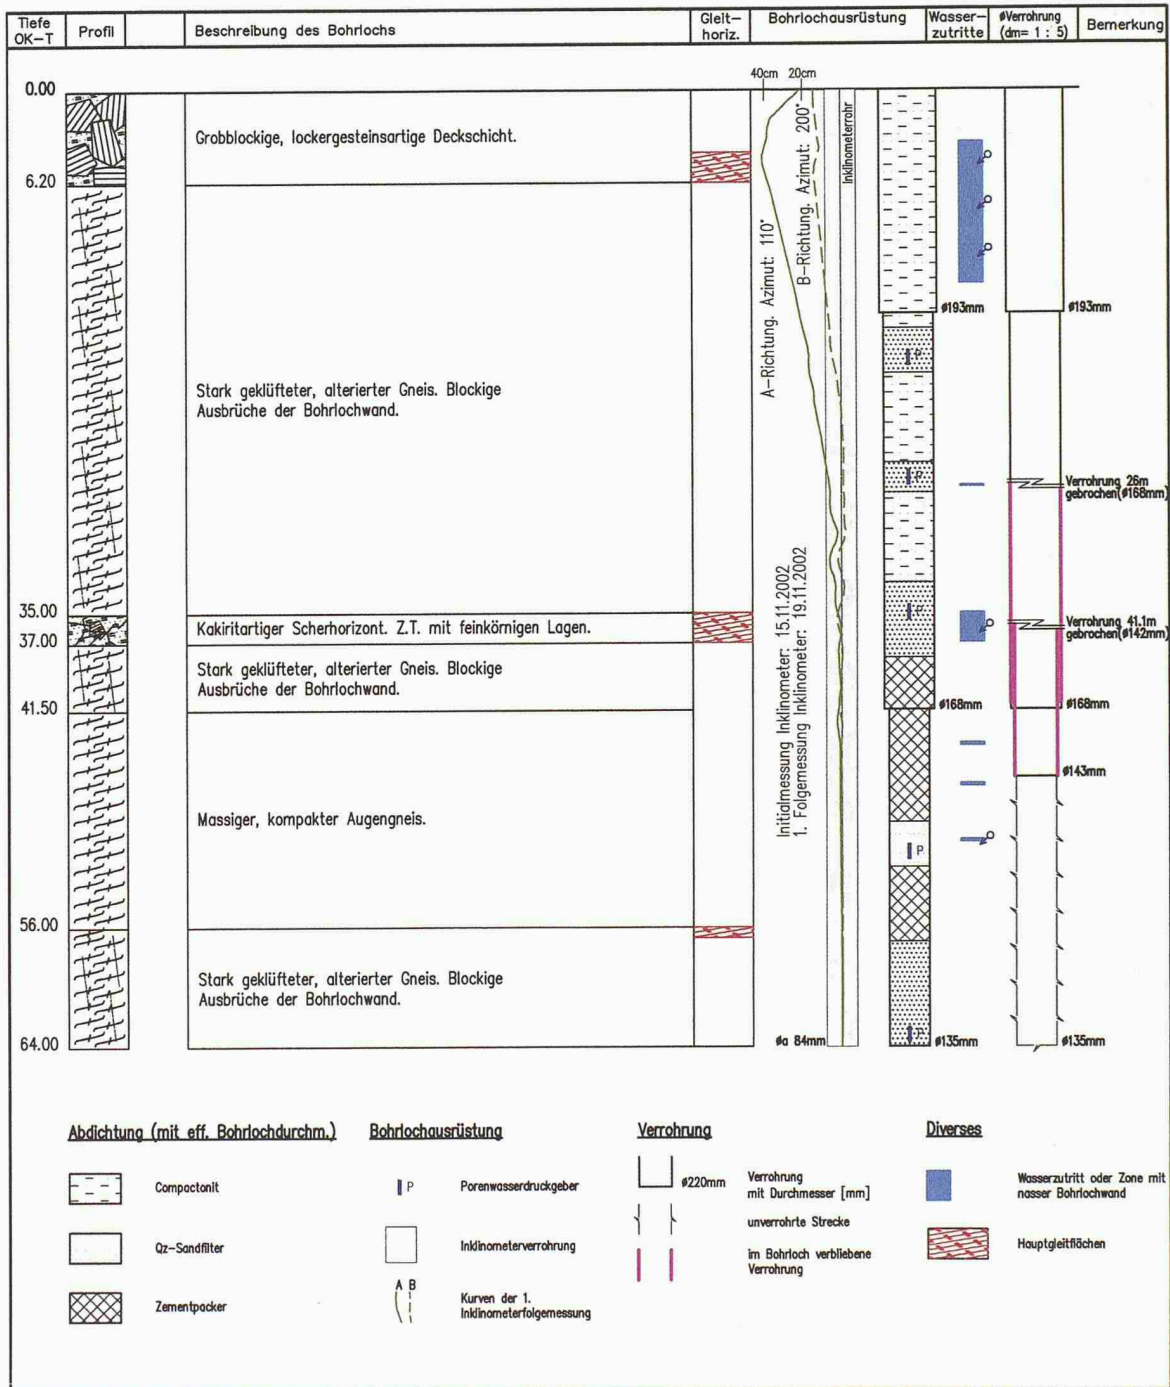 Tiefe OK-T
Profil
Beschreibung des Bohrlochs
Gleit-horiz.
Bohrlochausrüstung
Wasser-zutritte
øVerrohrung (dm= 1 : 5)
Bemerkung
40cm 20cm
0.00
Grobblockige, lockergesteinsartige Deckschicht.
6.20
A-Richtung. Azimut: 110°
B-Richtung. Azimut: 200°
Inklinometerrohr
ø193mm
ø193mm
P
Stark geklüfteter, alterierter Gneis. Blockige
Ausbrüche der Bohrlochwand.
P
Verrohrung 26m
gebrochen(ø168mm)
Initialmessung Inklinometer: 15.11.2002
1. Folgemessung Inklinometer: 19.11.2002
35.00
P
Kakiritartiger Scherhorizont. Z.T. mit feinkörnigen Lagen.
Verrohrung 41.1m
gebrochen(ø142mm)
37.00
Stark geklüfteter, alterierter Gneis. Blockige
Ausbrüche der Bohrlochwand.
41.50
ø168mm
ø168mm
ø143mm
Massiger, kompakter Augengneis.
P
56.00
Stark geklüfteter, alterierter Gneis. Blockige
Ausbrüche der Bohrlochwand.
P
64.00
øa 84mm
ø135mm
ø135mm
Abdichtung (mit eff. Bohrlochdurchm.)
Compactonit
Qz-Sandfilter
Zementpacker
Bohrlochausrüstung
P
Porenwasserdruckgeber
Inklinometerverrohrung
A B
Kurven der 1.
Inklinometerfolgemessung
Verrohrung
ø220mm
Verrohrung
mit Durchmesser [mm]
unverrohrte Strecke
im Bohrloch verbliebene
Verrohrung
Diverses
Wasserzutritt oder Zone mit
nasser Bohrlochwand
Hauptgleitflächen